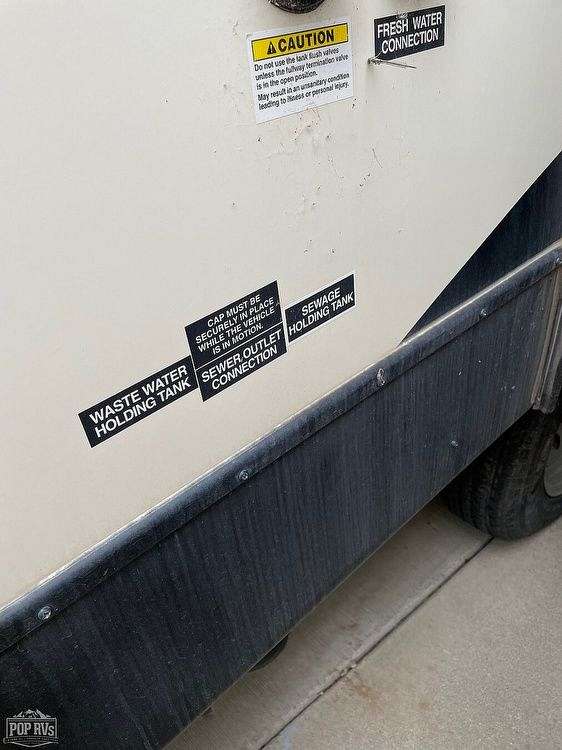 CAUTION
Do not use the tank flush valves
unless the fullway termination valve
is in the open position.
May result in an unsanitary condition
leading to illness or personal injury.
FRESH WATER
CONNECTION
CAP MUST BE
SECURELY IN PLACE
WHILE THE VEHICLE
IS IN MOTION.
SEWAGE
HOLDING TANK
WASTE WATER
HOLDING TANK
SEWER OUTLET
CONNECTION
POP RVs